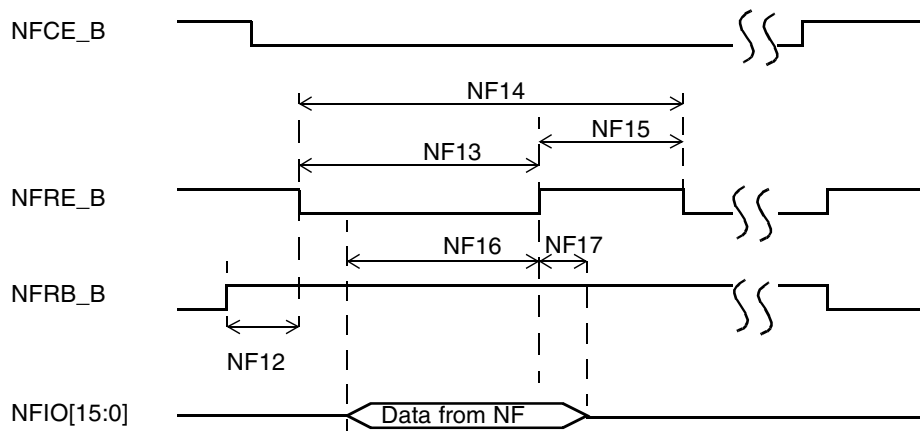 NFCE_B
NF14
NF15
NF13
NFRE_B
NF16 NF17
NFRB_B
NF12
NFIO[15:0] Data from NF